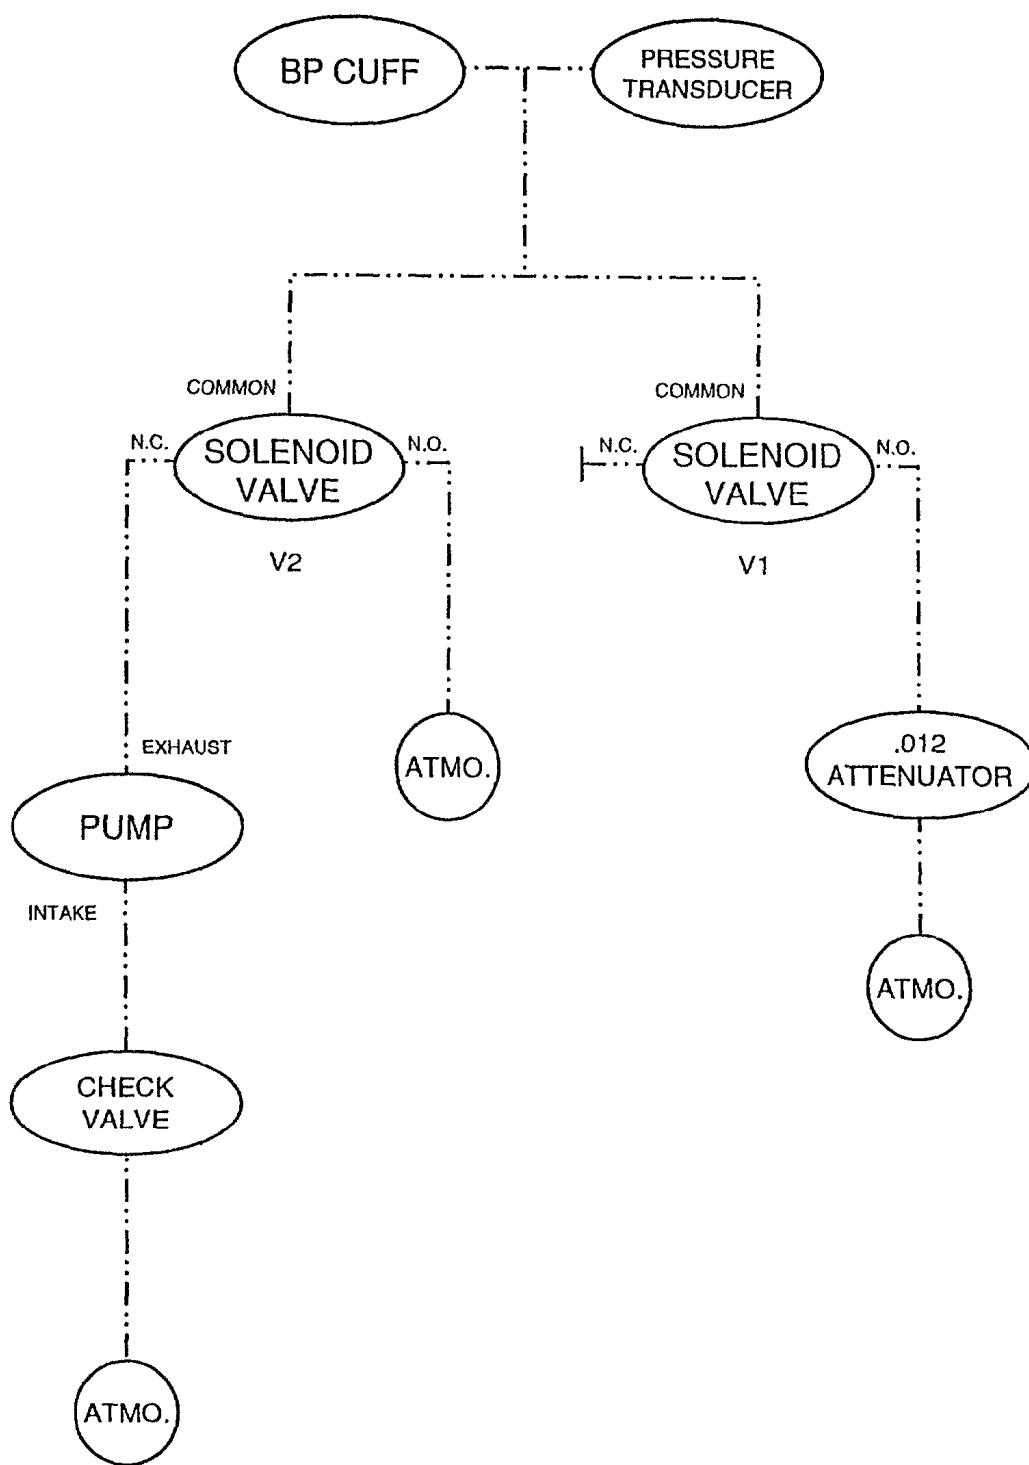 BP CUFF
PRESSURE
TRANSDUCER
COMMON
COMMON
N.C.
SOLENOID
VALVE
N.O.
N.C.
SOLENOID
VALVE
N.O.
V2
V1
EXHAUST
ATMO.
.012
ATTENUATOR
PUMP
INTAKE
ATMO.
CHECK
VALVE
ATMO.